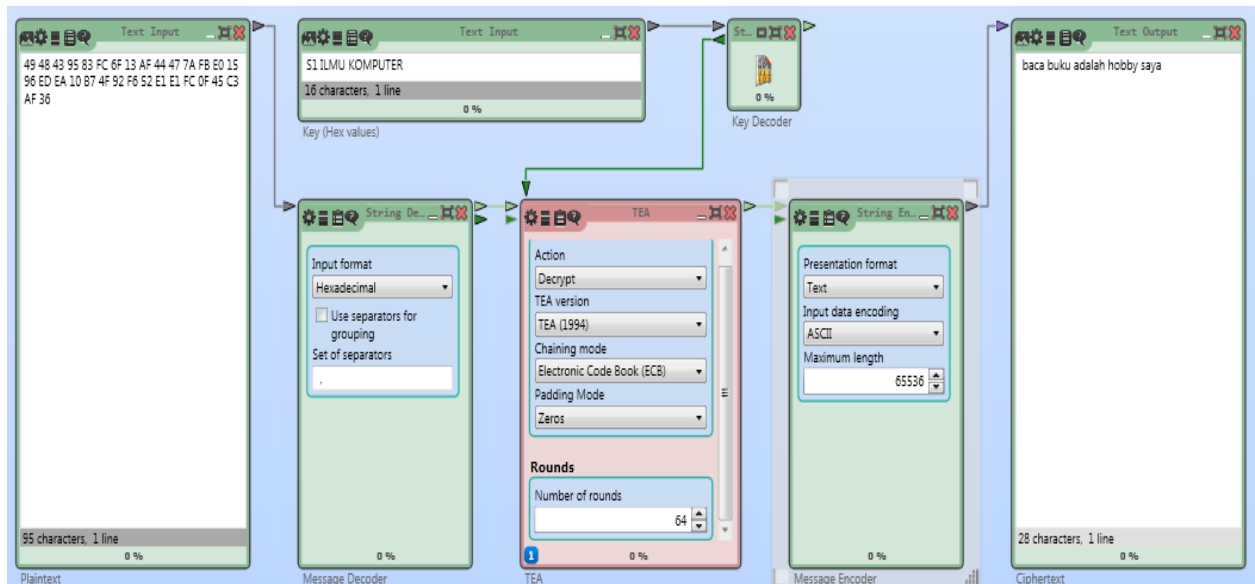 Text Input
49 48 43 95 83 FC 6F 13 AF 44 47 7A FB E0 15
96 ED EA 10 B7 4F 92 F6 52 E1 E1 FC 0F 45 C3
AF 36
95 characters, 1 line
0 %
Plaintext
Text Input
S1 ILMU KOMPUTER
16 characters, 1 line
0 %
Key (Hex values)
St...
0 %
Key Decoder
String De...
Input format
Hexadecimal
Use separators for
grouping
Set of separators
,
0 %
Message Decoder
TEA
Action
Decrypt
TEA version
TEA (1994)
Chaining mode
Electronic Code Book (ECB)
Padding Mode
Zeros
Rounds
Number of rounds
64
1
0 %
TEA
String En...
Presentation format
Text
Input data encoding
ASCII
Maximum length
65536
0 %
Message Encoder
Text Output
baca buku adalah hobby saya
28 characters, 1 line
0 %
Ciphertext